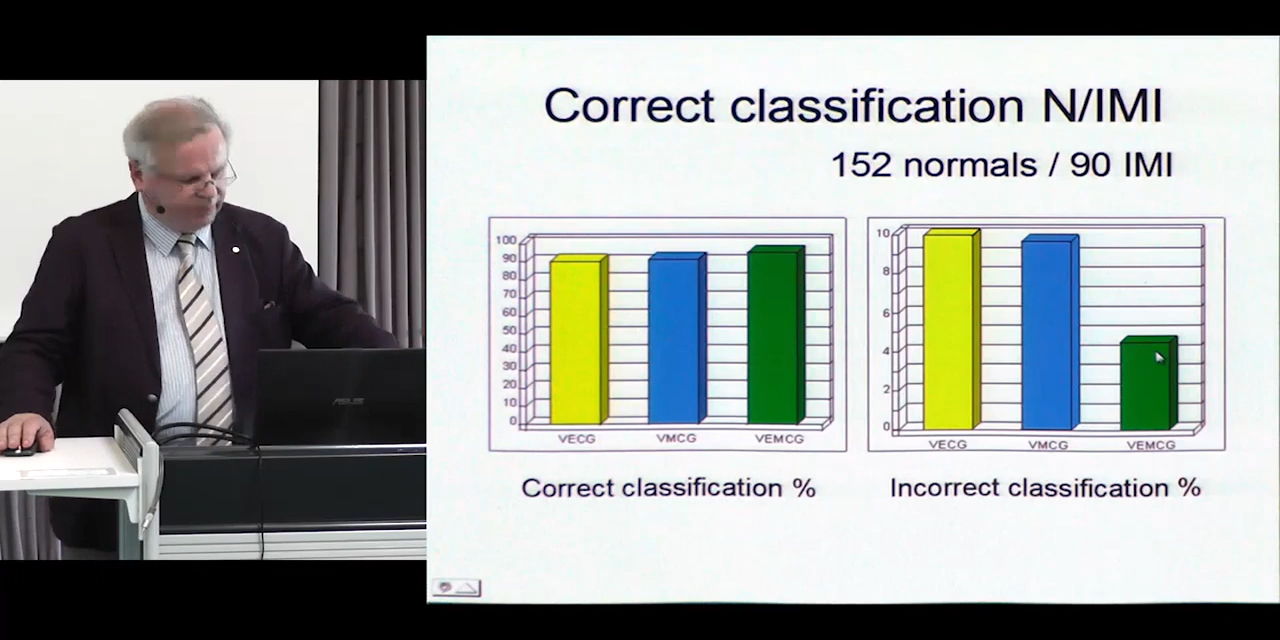 Correct classification N/IMI
152 normals / 90 IMI
100
90
80
70
60
50
40
30
20
10
0
VECG VMCG VEMCG
10
8
6
4
2
0
VECG VMCG VEMCG
Correct classification % Incorrect classification %
ASUS